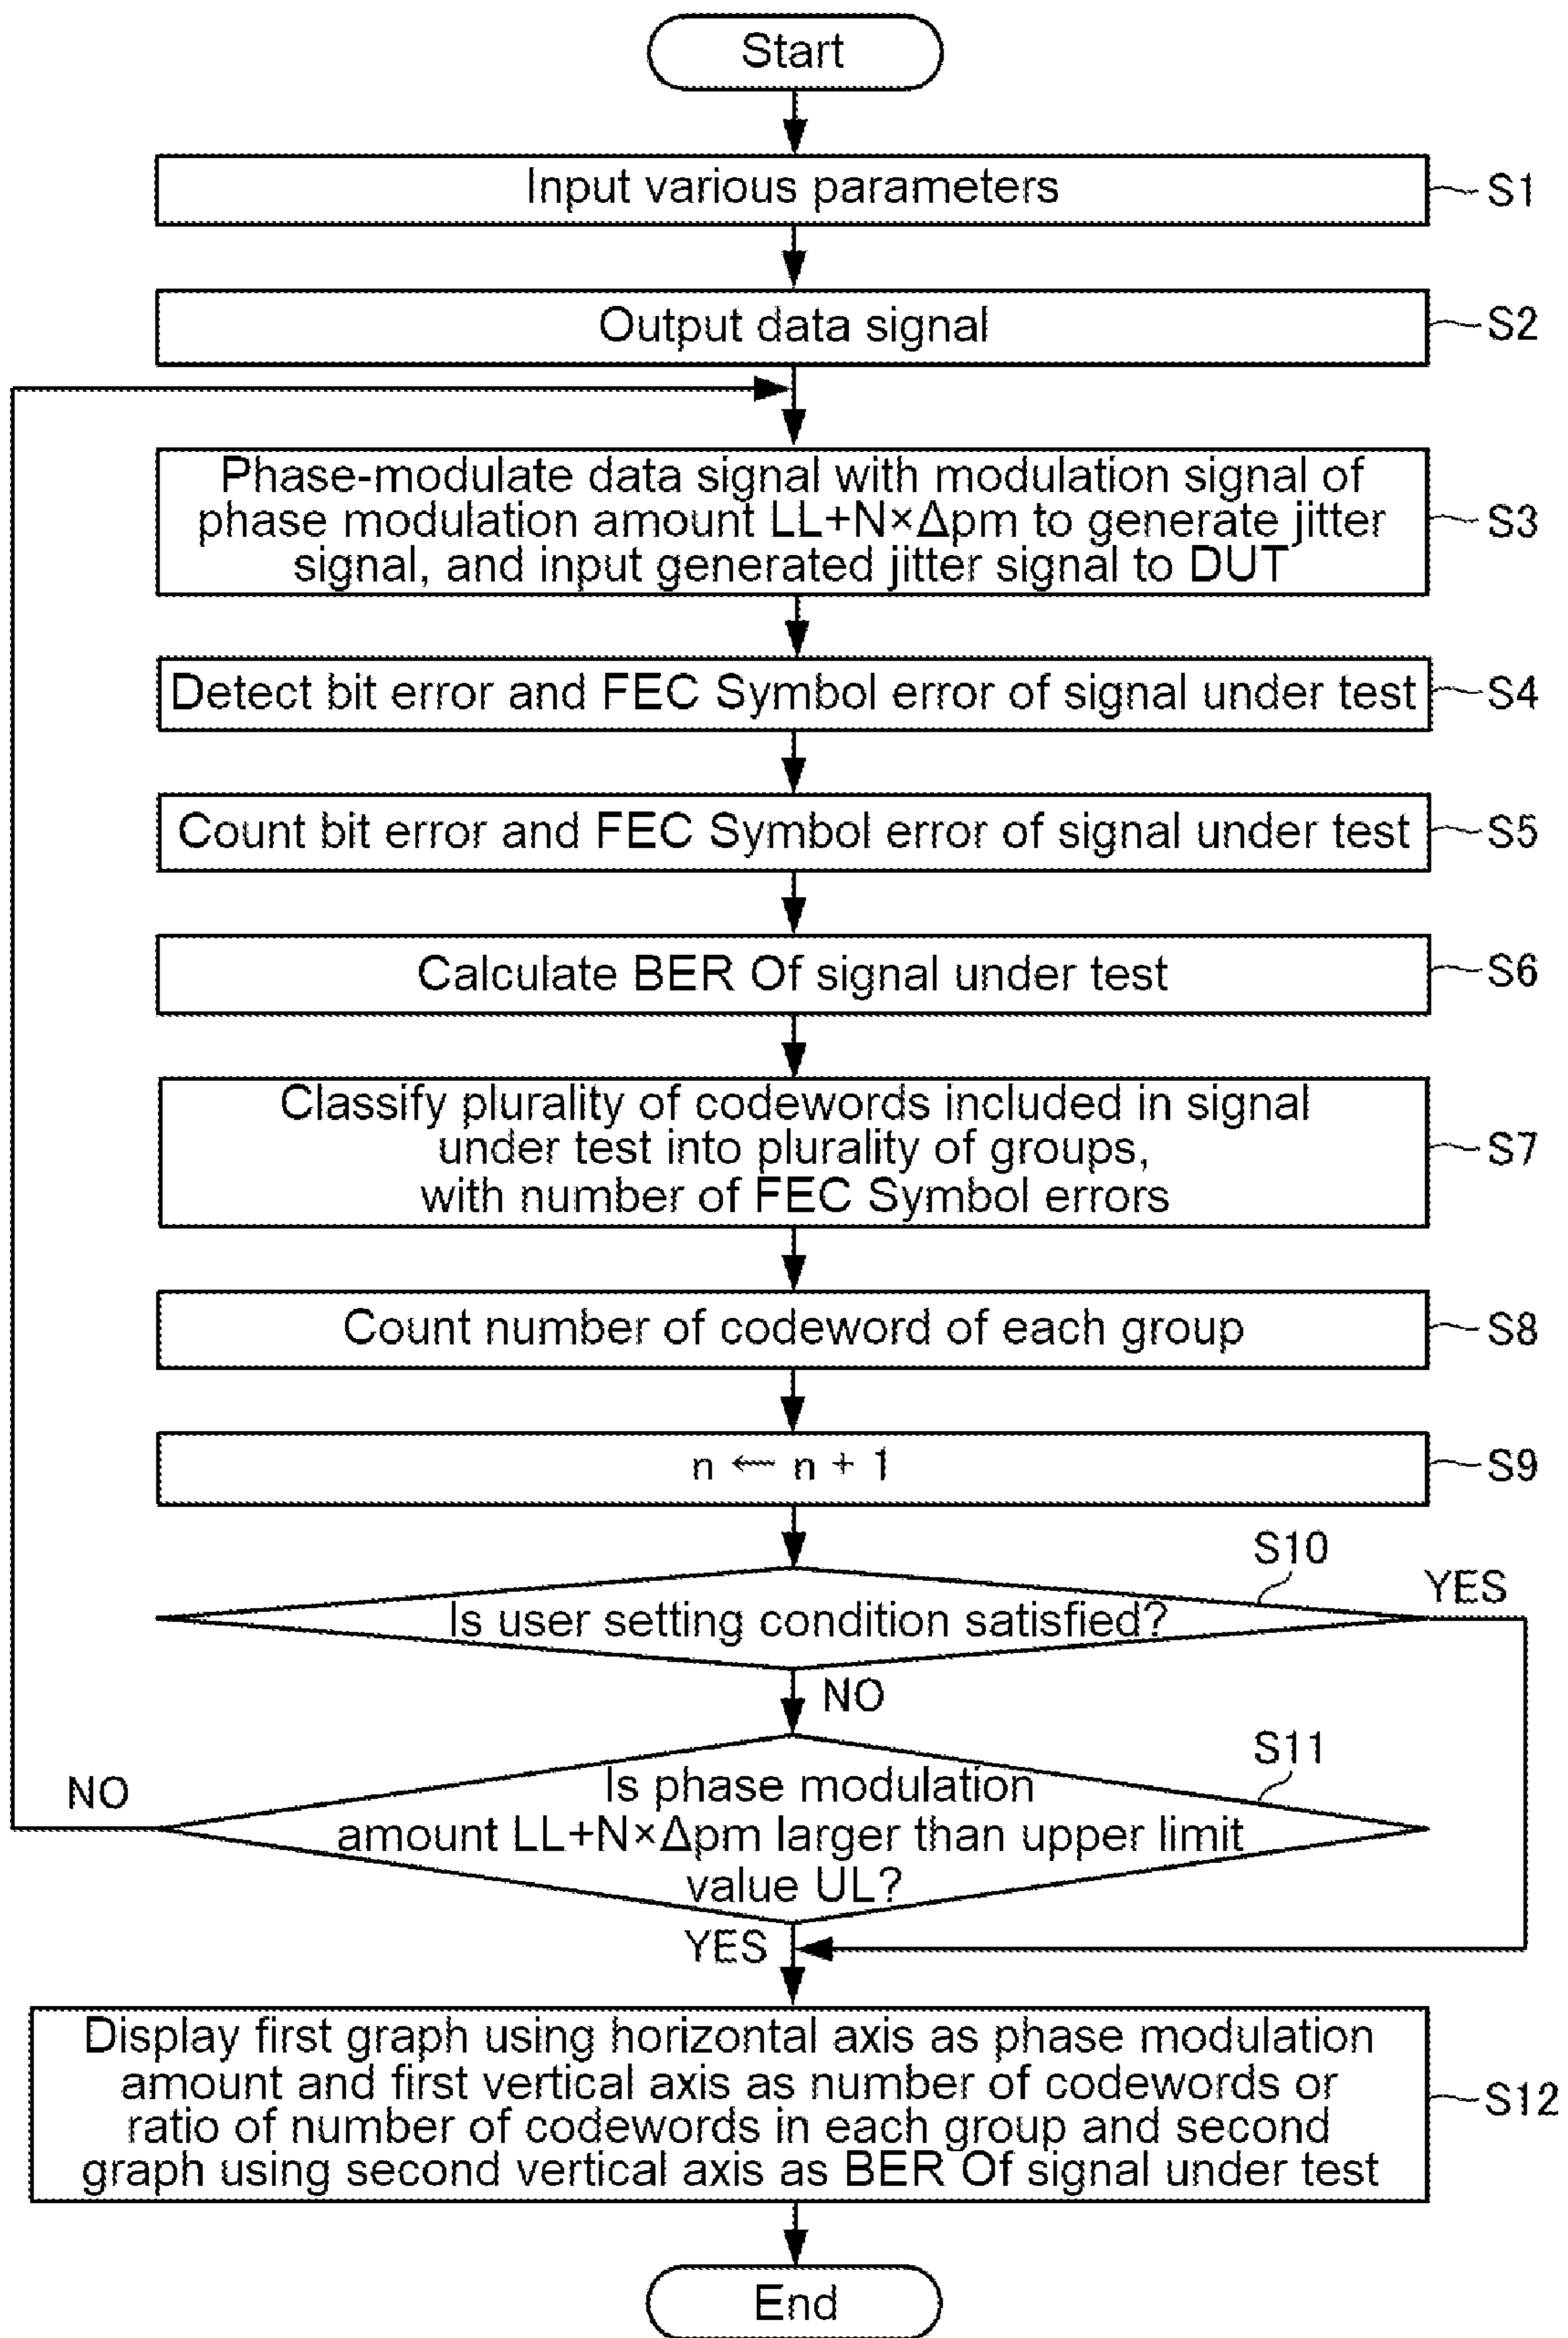 Start
Input various parameters
S1
Output data signal
S2
Phase-modulate data signal with modulation signal of
phase modulation amount LL+N×Δpm to generate jitter
signal, and input generated jitter signal to DUT
S3
Detect bit error and FEC Symbol error of signal under test
S4
Count bit error and FEC Symbol error of signal under test
S5
Calculate BER Of signal under test
S6
Classify plurality of codewords included in signal
under test into plurality of groups,
with number of FEC Symbol errors
S7
Count number of codeword of each group
S8
n ← n + 1
S9
S10
YES
Is user setting condition satisfied?
NO
S11
NO
Is phase modulation
amount LL+N×Δpm larger than upper limit
value UL?
YES
Display first graph using horizontal axis as phase modulation
amount and first vertical axis as number of codewords or
ratio of number of codewords in each group and second
graph using second vertical axis as BER Of signal under test
S12
End